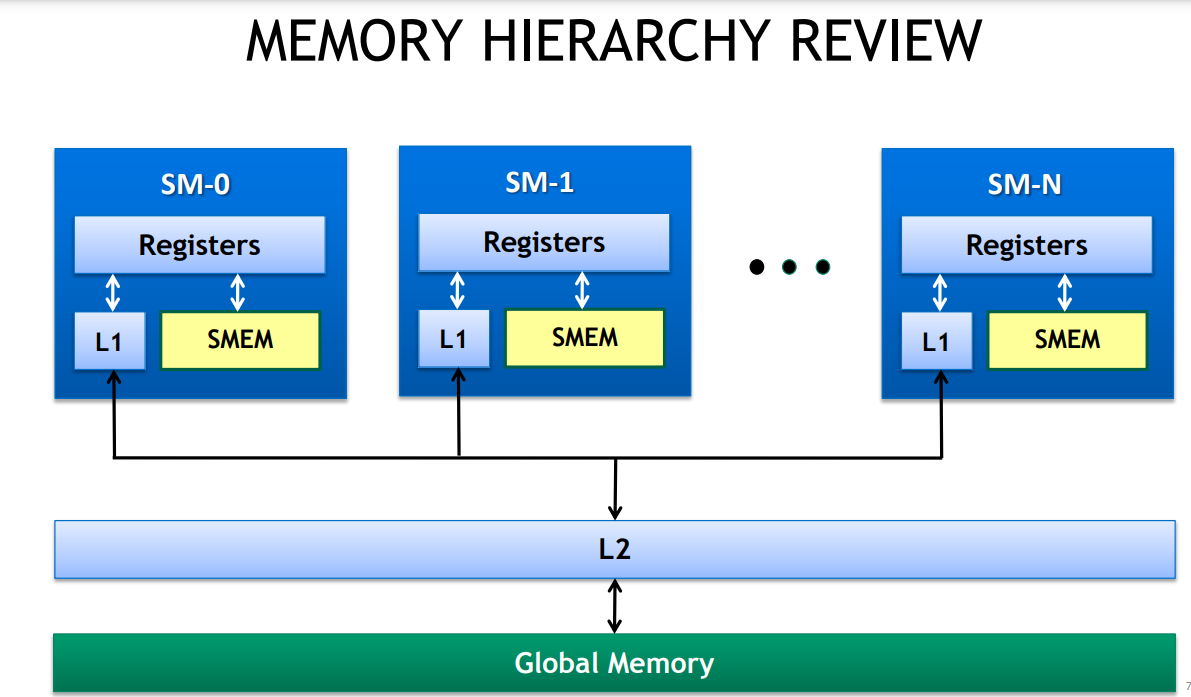 MEMORY HIERARCHY REVIEW
SM-0
Registers
L1
SMEM
SM-1
Registers
L1
SMEM
SM-N
Registers
L1
SMEM
L2
Global Memory
7